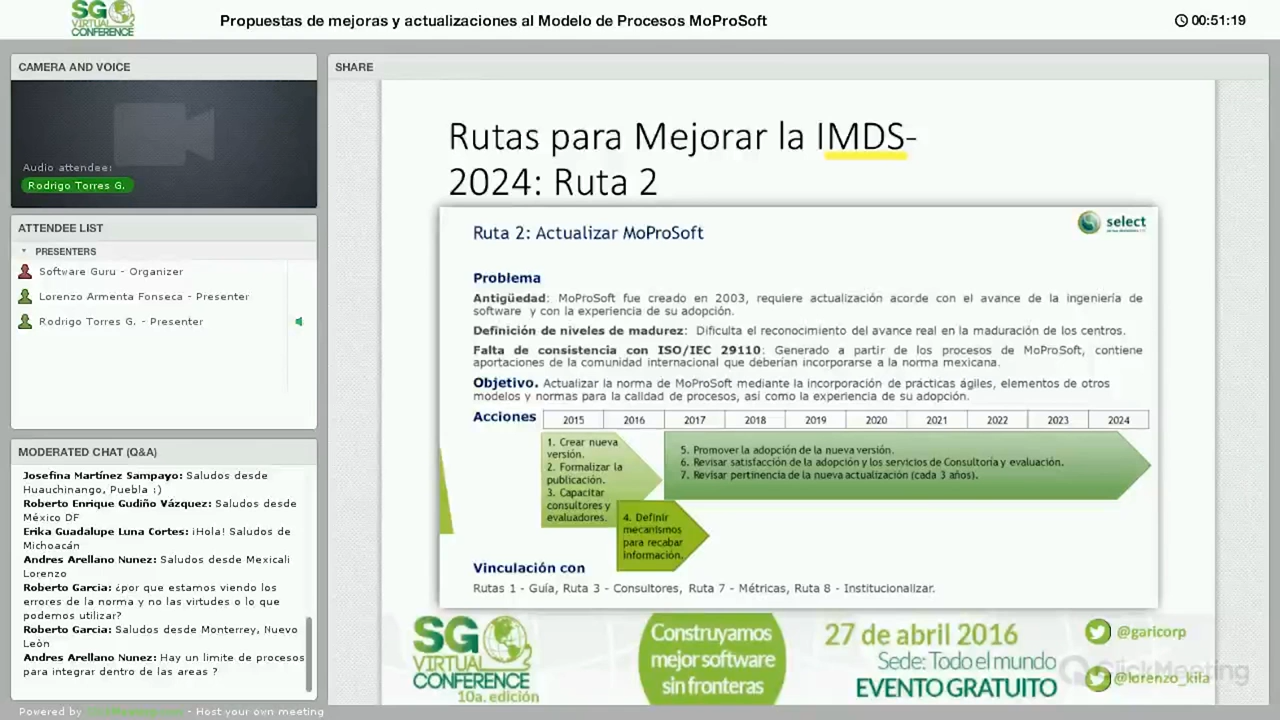 SG
VIRTUAL
CONFERENCE
Propuestas de mejoras y actualizaciones al Modelo de Procesos MoProSoft
00:51:19
CAMERA AND VOICE
Audio attendee:
Rodrigo Torres G.
ATTENDEE LIST
PRESENTERS
Software Guru - Organizer
Lorenzo Armenta Fonseca - Presenter
Rodrigo Torres G. - Presenter
MODERATED CHAT (Q&A)
Josefina Martínez Sampayo: Saludos desde
Huauchinango, Puebla :)
Roberto Enrique Gudiño Vázquez: Saludos desde
México DF
Erika Guadalupe Luna Cortes: ¡Hola! Saludos de
Michoacán
Andres Arellano Nunez: Saludos desde Mexicali
Lorenzo
Roberto Garcia: ¿por que estamos viendo los
errores de la norma y no las virtudes o lo que
podemos utilizar?
Roberto Garcia: Saludos desde Monterrey, Nuevo
Leòn
Andres Arellano Nunez: Hay un limite de procesos
para integrar dentro de las areas ?
Powered by ClickMeeting.com - Host your own meeting
SHARE
Rutas para Mejorar la IMDS-
2024: Ruta 2
select
Ruta 2: Actualizar MoProSoft
Problema
Antigüedad: MoProSoft fue creado en 2003, requiere actualización acorde con el avance de la ingeniería de
software y con la experiencia de su adopción.
Definición de niveles de madurez: Dificulta el reconocimiento del avance real en la maduración de los centros.
Falta de consistencia con ISO/IEC 29110: Generado a partir de los procesos de MoProSoft, contiene
aportaciones de la comunidad internacional que deberían incorporarse a la norma mexicana.
Objetivo. Actualizar la norma de MoProSoft mediante la incorporación de prácticas ágiles, elementos de otros
modelos y normas para la calidad de procesos, así como la experiencia de su adopción.
Acciones 2015 2016 2017 2018 2019 2020 2021 2022 2023 2024
1. Crear nueva
versión.
2. Formalizar la
publicación.
3. Capacitar
consultores y
evaluadores.
5. Promover la adopción de la nueva versión.
6. Revisar satisfacción de la adopción y los servicios de Consultoría y evaluación.
7. Revisar pertinencia de la nueva actualización (cada 3 años).
4. Definir
mecanismos
para recabar
información.
Vinculación con
Rutas 1 - Guía, Ruta 3 - Consultores, Ruta 7 - Métricas, Ruta 8 - Institucionalizar.
SG
VIRTUAL
CONFERENCE
10a. edición
Construyamos
mejor software
sin fronteras
27 de abril 2016
Sede: Todo el mundo
EVENTO GRATUITO
@garicorp
@lorenzo_kifa
ClickMeeting